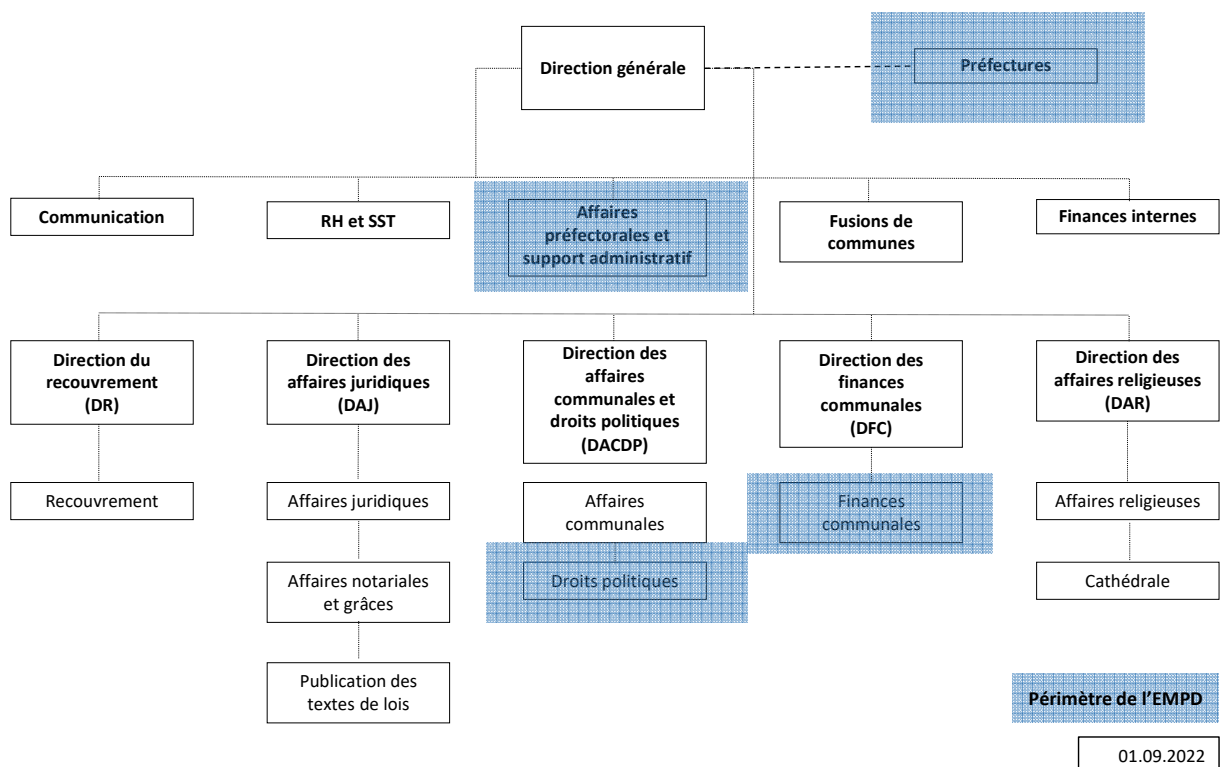 Direction générale
Préfectures
Communication
RH et SST
Affaires
préfectorales et
support administratif
Fusions de
communes
Finances internes
Direction du
recouvrement
(DR)
Direction des
affaires juridiques
(DAJ)
Direction des
affaires
communales et
droits politiques
(DACDP)
Direction des
finances
communales
(DFC)
Direction des
affaires religieuses
(DAR)
Recouvrement
Affaires juridiques
Affaires
communales
Finances
communales
Affaires religieuses
Affaires notariales
et grâces
Droits politiques
Cathédrale
Publication des
textes de lois
Périmètre de l’EMPD
01.09.2022